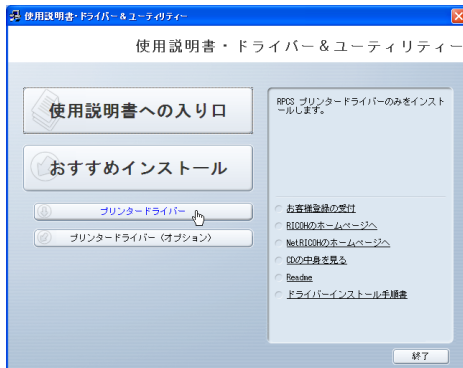 使用説明書・ドライバー&ユーティリティー
使用説明書・ドライバー&ユーティリティー
使用説明書への入り口
おすすめインストール
プリンタードライバー
プリンタードライバー（オプション）
RPCS プリンタードライバーのみをインスト
ールします。
お客様登録の受付
RICOHのホームページへ
NetRICOHのホームページへ
CDの中身を見る
Readme
ドライバーインストール手順書
終了